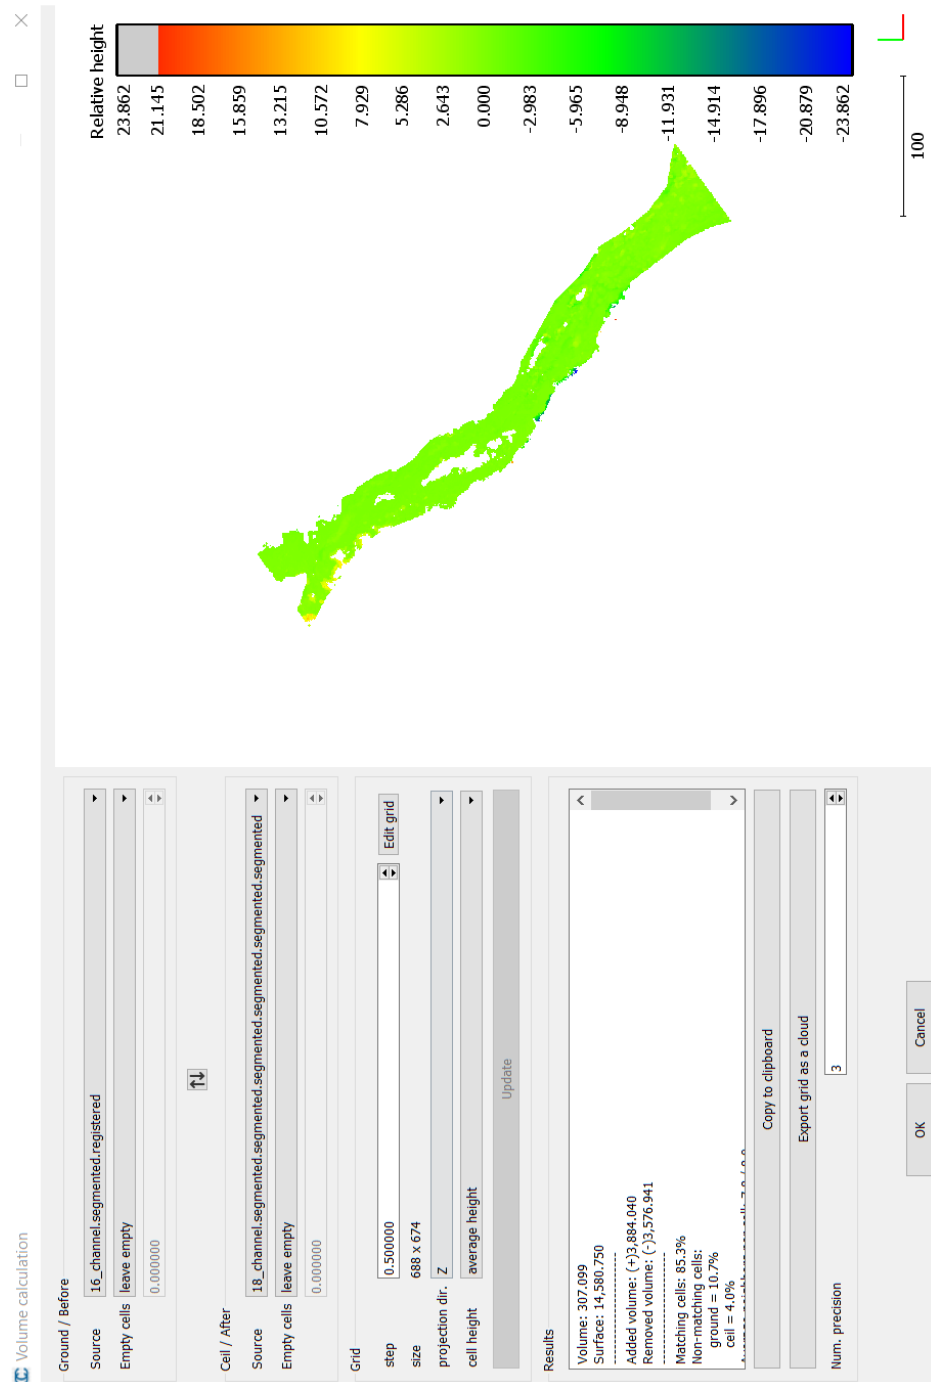 Volume calculation
Ground / Before
Source 16_channel.segmented.registered
Empty cells leave empty
0.000000
Ceil / After
Source 18_channel.segmented.segmented.segmented.segmented.segmented
Empty cells leave empty
0.000000
Grid
step 0.500000 Edit grid
size 688 x 674
projection dir. Z
cell height average height
Update
Results
Volume: 307.099
Surface: 14,580.750
----------------------
Added volume: (+)3,884.040
Removed volume: (-)3,576.941
----------------------
Matching cells: 85.3%
Non-matching cells:
ground = 10.7%
ceil = 4.0%
Copy to clipboard
Export grid as a cloud
Num. precision 3
OK Cancel
Relative height
23.862
21.145
18.502
15.859
13.215
10.572
7.929
5.286
2.643
0.000
-2.983
-5.965
-8.948
-11.931
-14.914
-17.896
-20.879
-23.862
100